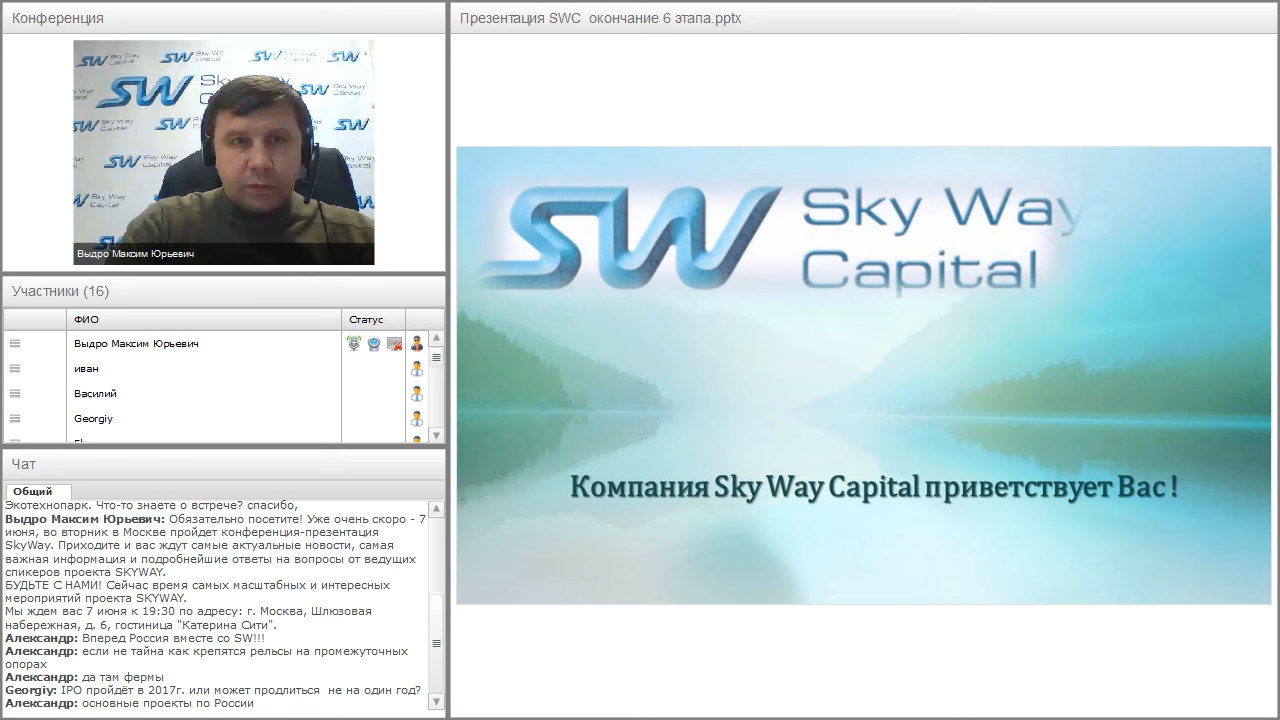 Конференция
Sky Way
Capital
Выдро Максим Юрьевич
Участники (16)
ФИО
Статус
Выдро Максим Юрьевич
иван
Василий
Georgiy
Чат
Общий
Экотехнопарк. Что-то знаете о встрече? спасибо,
Выдро Максим Юрьевич: Обязательно посетите! Уже очень скоро - 7
июня, во вторник в Москве пройдет конференция-презентация
SkyWay. Приходите и вас ждут самые актуальные новости, самая
важная информация и подробнейшие ответы на вопросы от ведущих
спикеров проекта SKYWAY.
БУДЬТЕ С НАМИ! Сейчас время самых масштабных и интересных
мероприятий проекта SKYWAY.
Мы ждем вас 7 июня к 19:30 по адресу: г. Москва, Шлюзовая
набережная, д. 6, гостиница "Катерина Сити".
Александр: Вперед Россия вместе со SW!!!
Александр: если не тайна как крепятся рельсы на промежуточных
опорах
Александр: да там фермы
Georgiy: IPO пройдёт в 2017г. или может продлиться не на один год?
Александр: основные проекты по России
Презентация SWC окончание 6 этапа.pptx
SW Sky Way
Capital
Компания Sky Way Capital приветствует Вас !